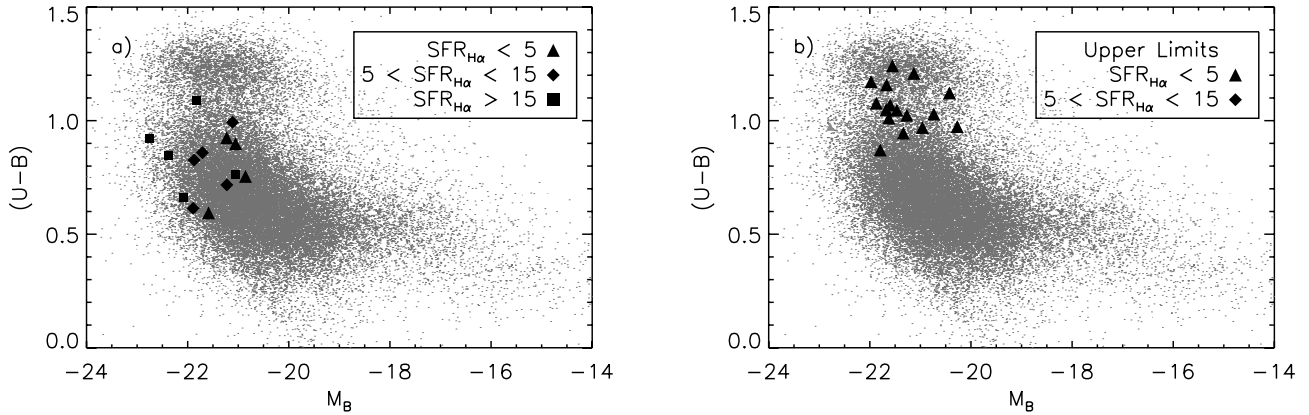 a)
SFR_Hα < 5 ▲
5 < SFR_Hα < 15 ◆
SFR_Hα > 15 ■
1.5
1.0
0.5
0.0
(U−B)
−24 −22 −20 −18 −16 −14
M_B
b)
Upper Limits
SFR_Hα < 5 ▲
5 < SFR_Hα < 15 ◆
1.5
1.0
0.5
0.0
(U−B)
−24 −22 −20 −18 −16 −14
M_B